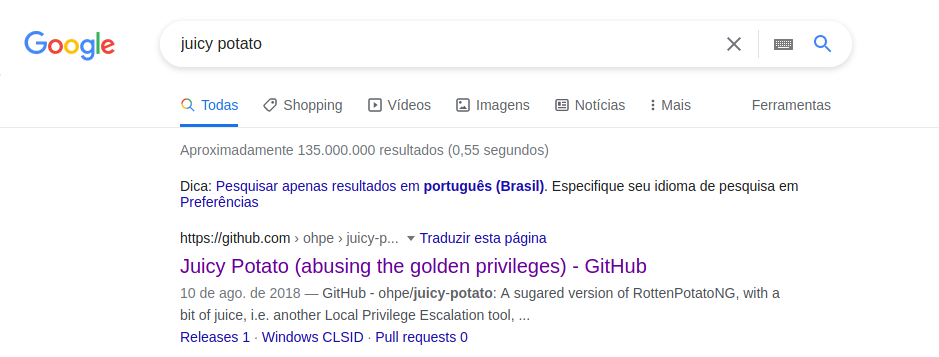 Google
juicy potato
Todas Shopping Vídeos Imagens Notícias Mais Ferramentas
Aproximadamente 135.000.000 resultados (0,55 segundos)
Dica: Pesquisar apenas resultados em português (Brasil). Especifique seu idioma de pesquisa em
Preferências
https://github.com › ohpe › juicy-p... Traduzir esta página
Juicy Potato (abusing the golden privileges) - GitHub
10 de ago. de 2018 — GitHub - ohpe/juicy-potato: A sugared version of RottenPotatoNG, with a
bit of juice, i.e. another Local Privilege Escalation tool, ...
Releases 1 · Windows CLSID · Pull requests 0